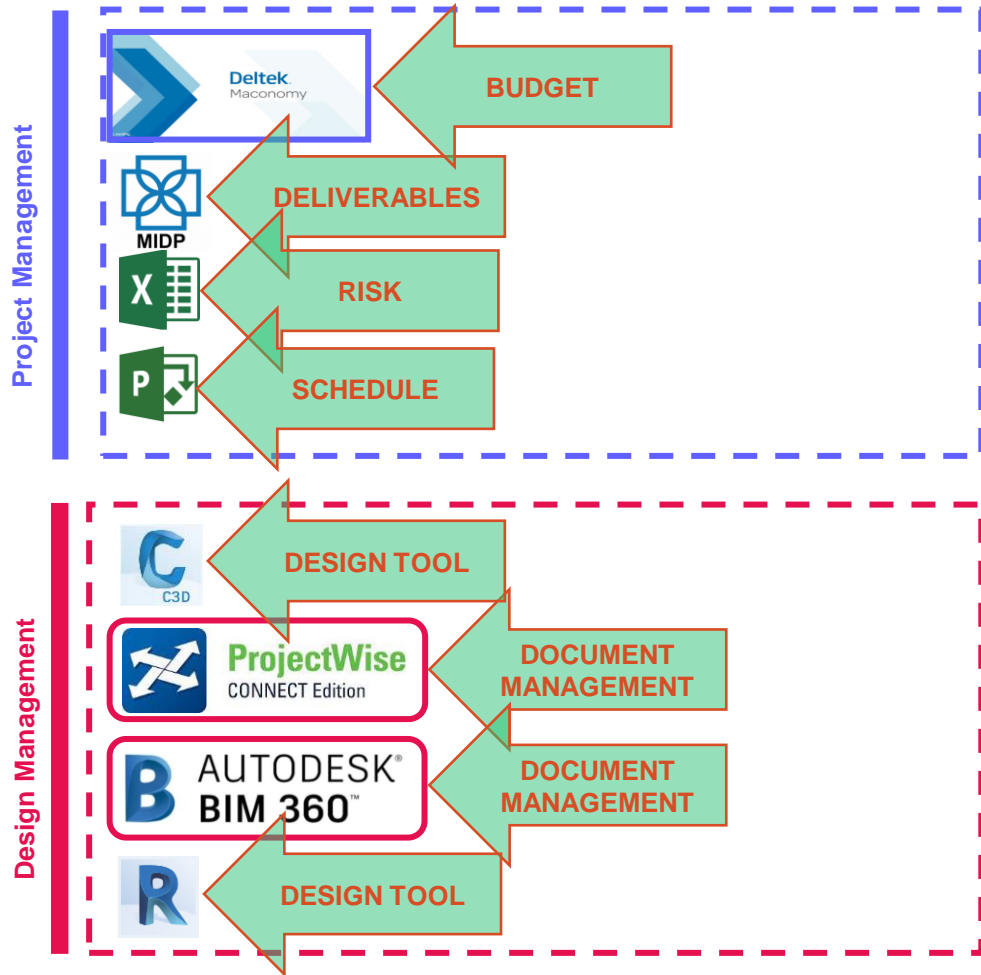 Project Management
Deltek.
Maconomy
BUDGET
MIDP
DELIVERABLES
X
RISK
P
SCHEDULE
Design Management
C
C3D
DESIGN TOOL
ProjectWise
CONNECT Edition
DOCUMENT
MANAGEMENT
B
AUTODESK®
BIM 360™
DOCUMENT
MANAGEMENT
R
DESIGN TOOL